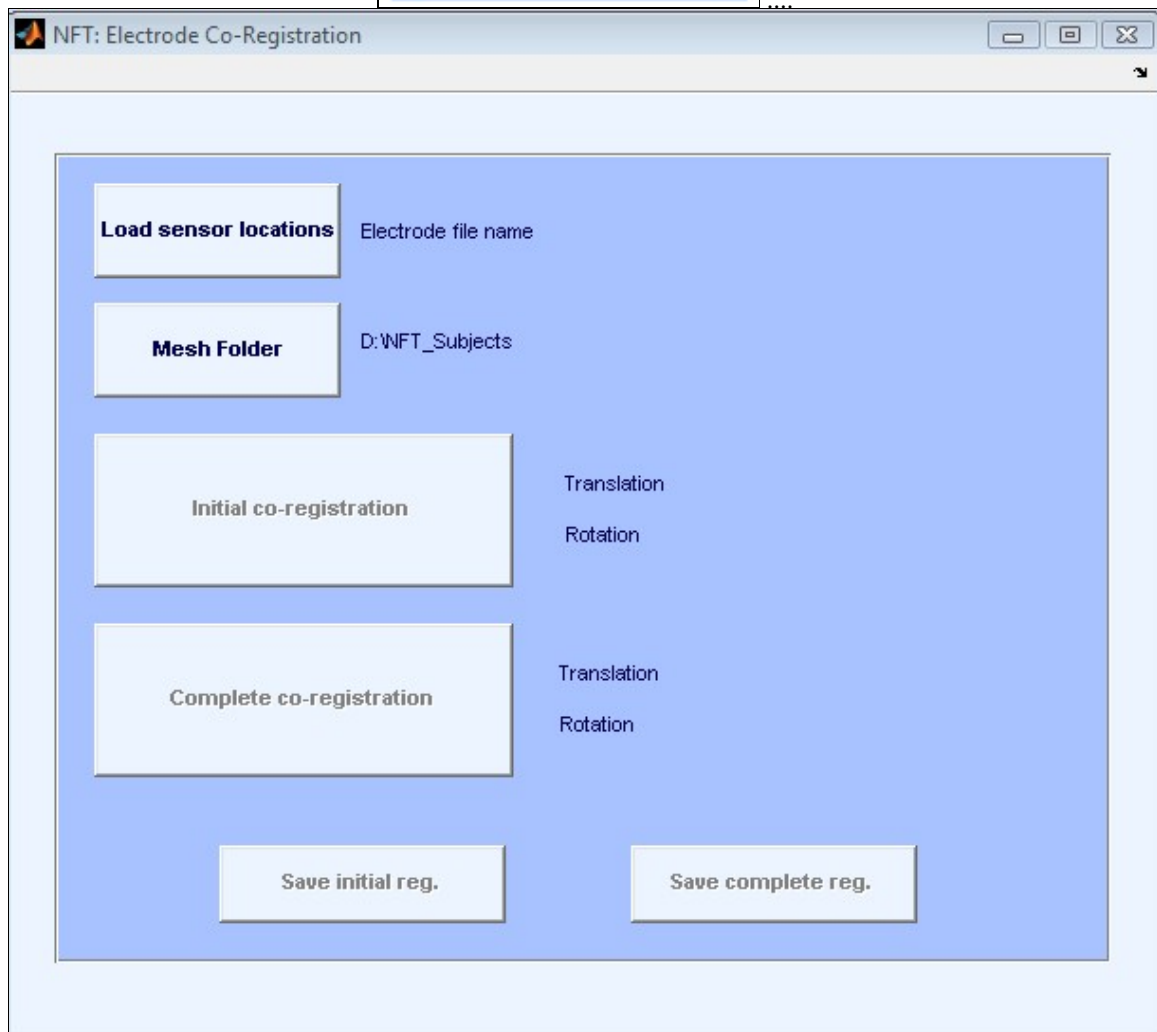 ....
NFT: Electrode Co-Registration
Load sensor locations Electrode file name
Mesh Folder D:\NFT_Subjects
Initial co-registration
Translation
Rotation
Complete co-registration
Translation
Rotation
Save initial reg. Save complete reg.